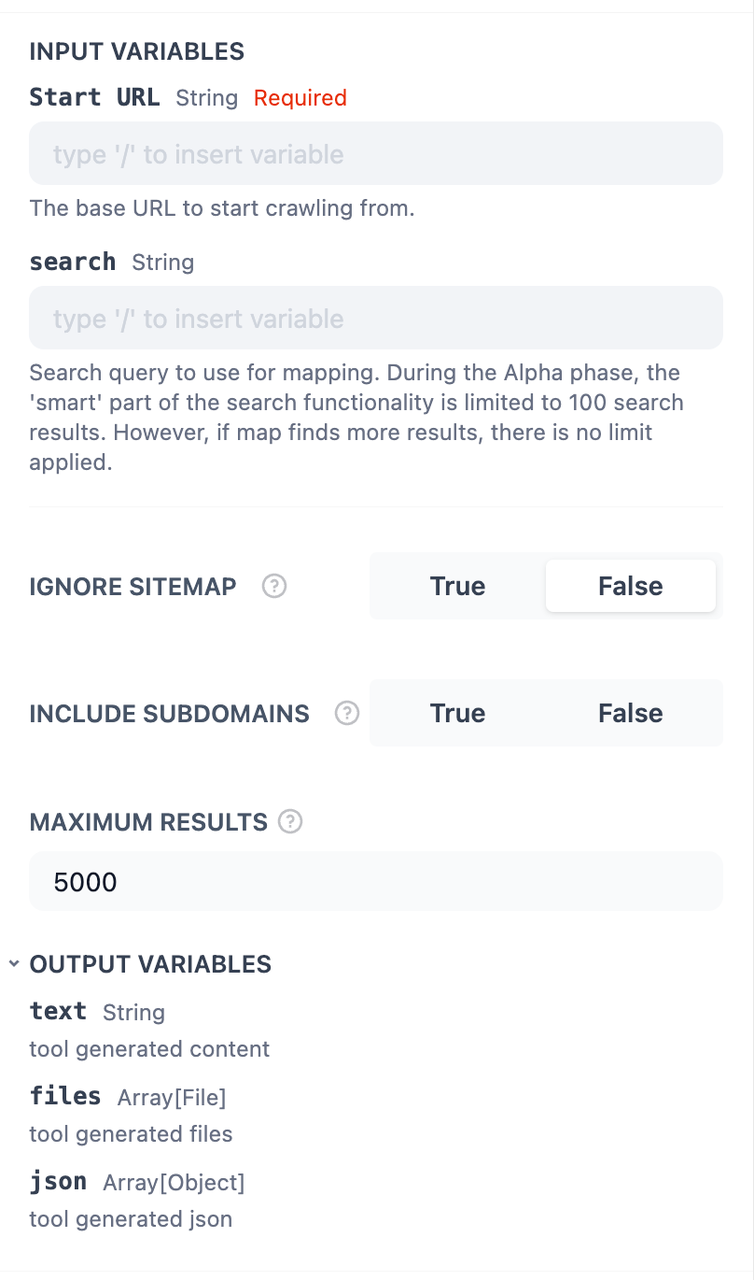 INPUT VARIABLES
Start URL String Required
type '/' to insert variable
The base URL to start crawling from.
search String
type '/' to insert variable
Search query to use for mapping. During the Alpha phase, the
'smart' part of the search functionality is limited to 100 search
results. However, if map finds more results, there is no limit
applied.
IGNORE SITEMAP ? True False
INCLUDE SUBDOMAINS ? True False
MAXIMUM RESULTS ?
5000
OUTPUT VARIABLES
text String
tool generated content
files Array[File]
tool generated files
json Array[Object]
tool generated json